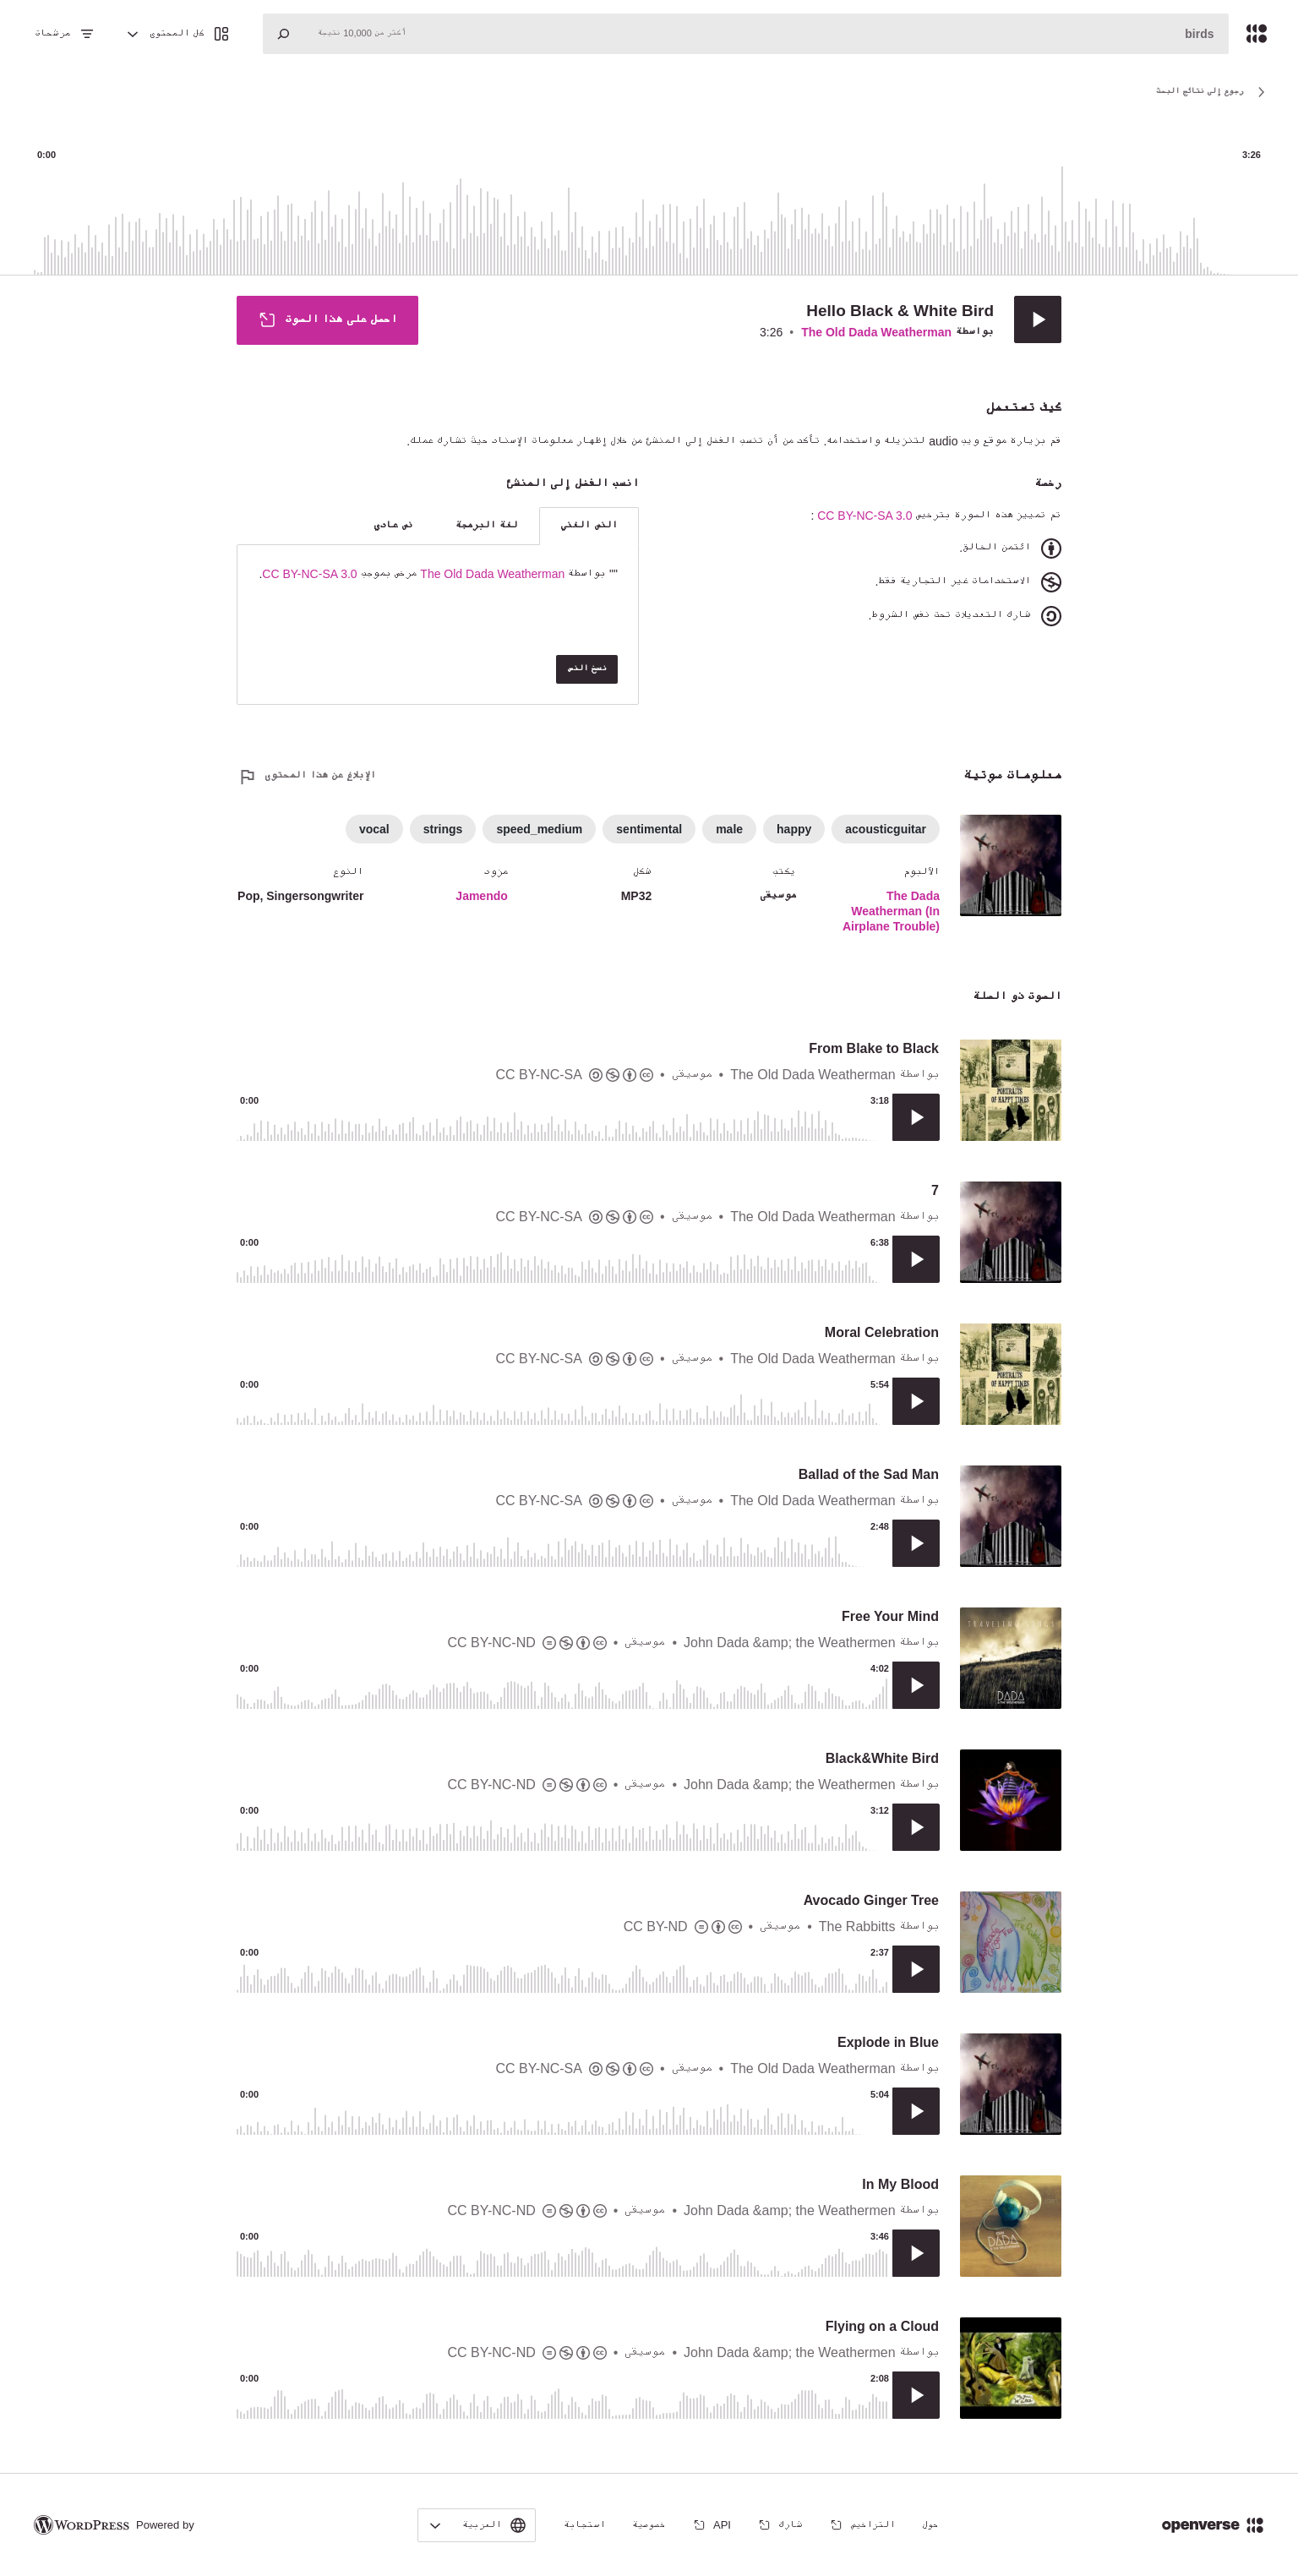 birds
أكثر من 10,000 نتيجة
كل المحتوى
مرشحات
رجوع إلى نتائج البحث
0:00
3:26
Hello Black & White Bird
بواسطة The Old Dada Weatherman • 3:26
احصل على هذا الصوت
كيف تستعمل
قم بزيارة موقع ويب audio لتنزيله واستخدامه. تأكد من أن تنسب الفضل إلى المنشئ من خلال إظهار معلومات الإسناد حيث تشارك عملك.
رخصة
تم تمييز هذه الصورة بترخيص CC BY-NC-SA 3.0 :
ائتمن الخالق.
الاستخدامات غير التجارية فقط.
شارك التعديلات تحت نفس الشروط.
انسب الفضل إلى المنشئ
النص الغني
لغة البرمجة
نص عادي
"" بواسطة The Old Dada Weatherman مرخص بموجب CC BY-NC-SA 3.0.
نسخ النص
معلومات صوتية
الإبلاغ عن هذا المحتوى
acousticguitar
happy
male
sentimental
speed_medium
strings
vocal
الألبوم
The Dada Weatherman (In Airplane Trouble)
يكتب
موسيقى
شكل
MP32
مزود
Jamendo
النوع
Pop, Singersongwriter
الصوت ذو الصلة
From Blake to Black
بواسطة The Old Dada Weatherman • موسيقى • CC BY-NC-SA
0:00
3:18
7
بواسطة The Old Dada Weatherman • موسيقى • CC BY-NC-SA
0:00
6:38
Moral Celebration
بواسطة The Old Dada Weatherman • موسيقى • CC BY-NC-SA
0:00
5:54
Ballad of the Sad Man
بواسطة The Old Dada Weatherman • موسيقى • CC BY-NC-SA
0:00
2:48
Free Your Mind
بواسطة John Dada &amp; the Weathermen • موسيقى • CC BY-NC-ND
0:00
4:02
Black&White Bird
بواسطة John Dada &amp; the Weathermen • موسيقى • CC BY-NC-ND
0:00
3:12
Avocado Ginger Tree
بواسطة The Rabbitts • موسيقى • CC BY-ND
0:00
2:37
Explode in Blue
بواسطة The Old Dada Weatherman • موسيقى • CC BY-NC-SA
0:00
5:04
In My Blood
بواسطة John Dada &amp; the Weathermen • موسيقى • CC BY-NC-ND
0:00
3:46
Flying on a Cloud
بواسطة John Dada &amp; the Weathermen • موسيقى • CC BY-NC-ND
0:00
2:08
openverse
حول
التراخيص
شارك
API
خصوصية
استجابة
العربية
Powered by WORDPRESS